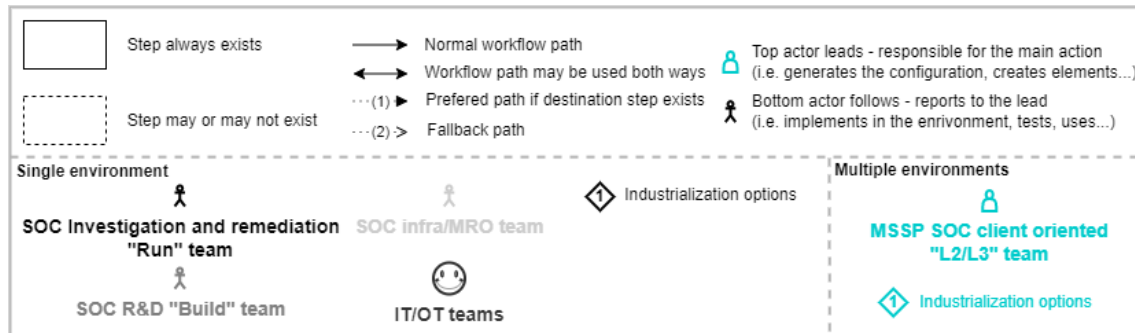 Step always exists
Normal workflow path
Top actor leads - responsible for the main action
(i.e. generates the configuration, creates elements...)
Workflow path may be used both ways
(1)
Prefered path if destination step exists
Bottom actor follows - reports to the lead
(i.e. implements in the enrivonment, tests, uses...)
Step may or may not exist
(2)
Fallback path
Single environment
SOC Investigation and remediation
"Run" team
SOC infra/MRO team
1
Industrialization options
SOC R&D "Build" team
IT/OT teams
Multiple environments
MSSP SOC client oriented
"L2/L3" team
1
Industrialization options